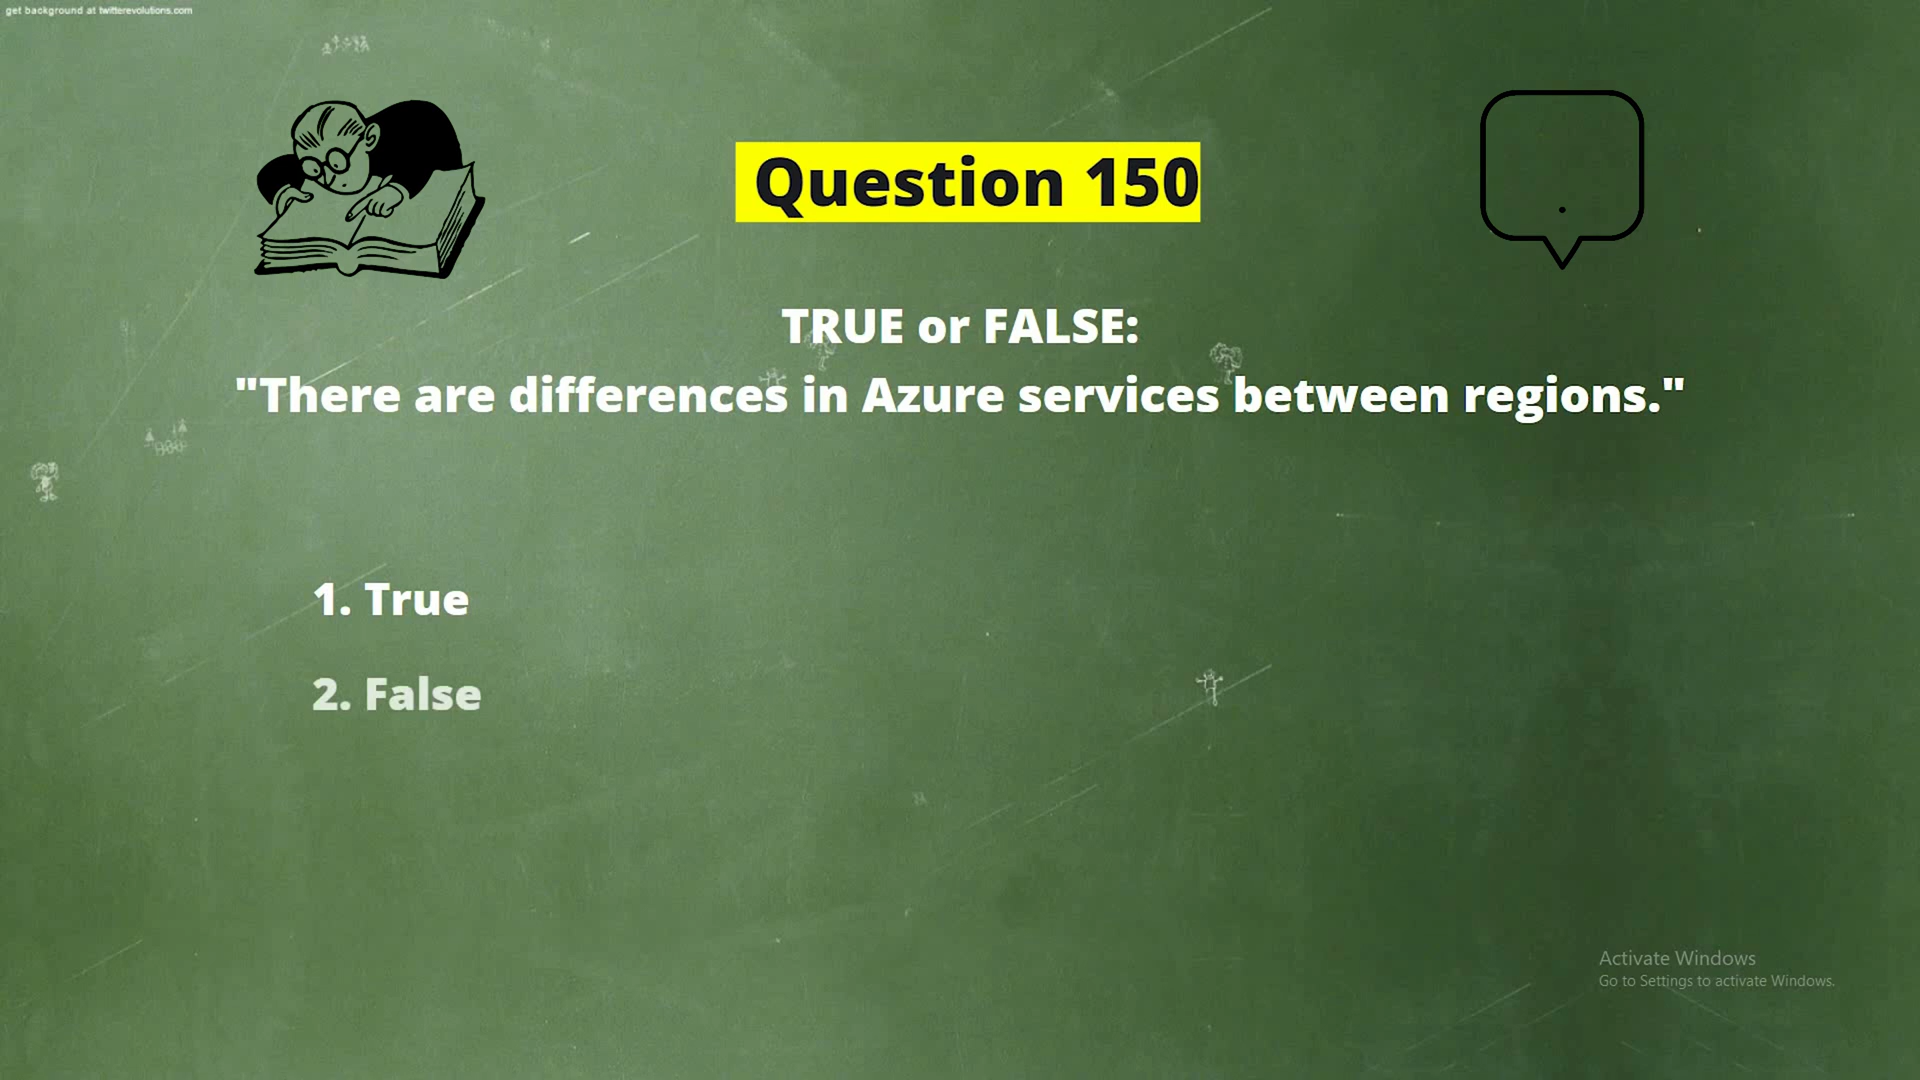 get background at twitterevolutions.com
Question 150
TRUE or FALSE:
"There are differences in Azure services between regions."
1. True
2. False
Activate Windows
Go to Settings to activate Windows.